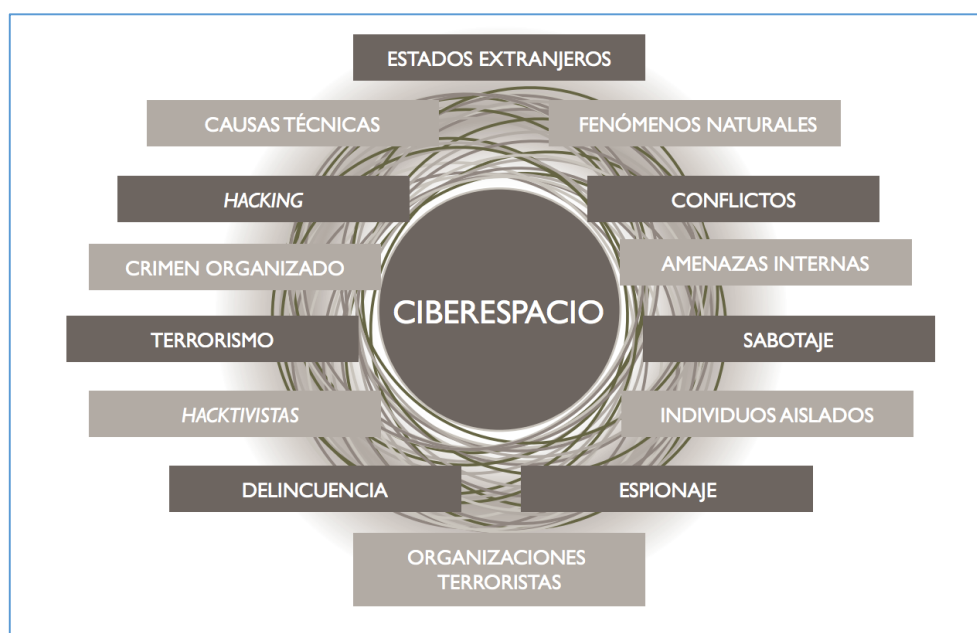 ESTADOS EXTRANJEROS
CAUSAS TÉCNICAS
FENÓMENOS NATURALES
HACKING
CONFLICTOS
CRIMEN ORGANIZADO
AMENAZAS INTERNAS
CIBERESPACIO
TERRORISMO
SABOTAJE
HACKTIVISTAS
INDIVIDUOS AISLADOS
DELINCUENCIA
ESPIONAJE
ORGANIZACIONES
TERRORISTAS